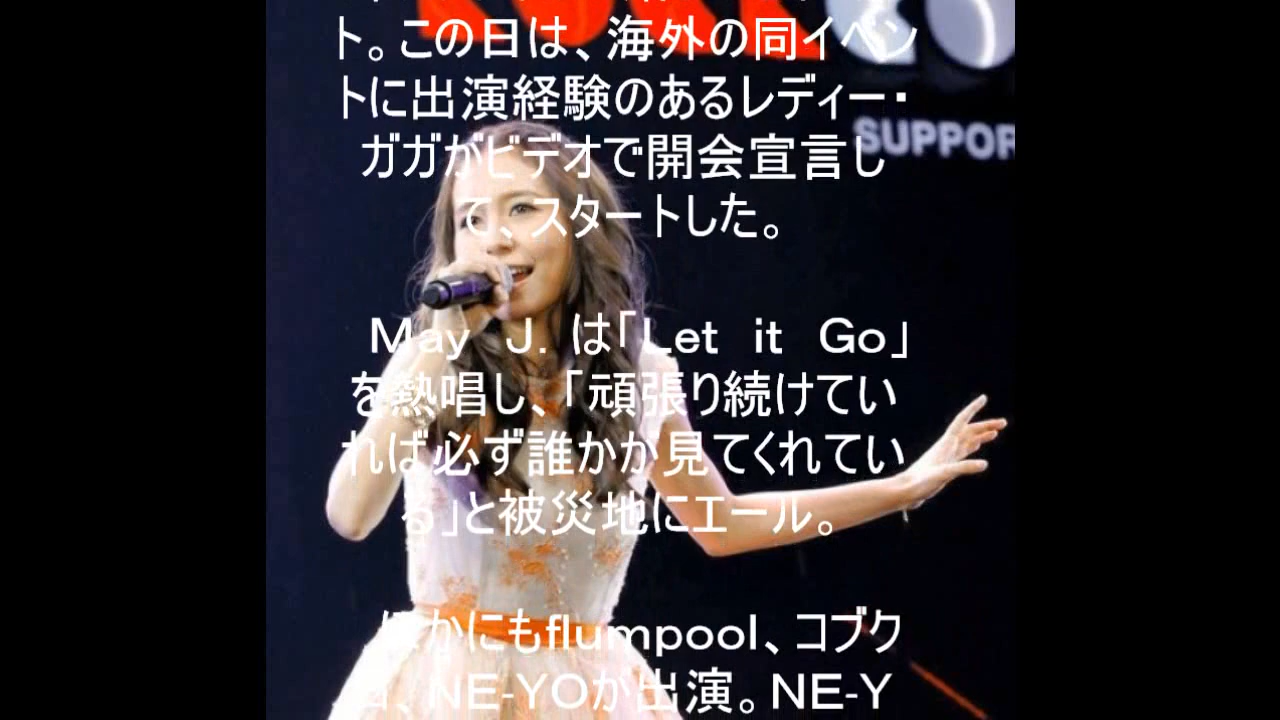 SUPPOR
ト。この日は、海外の同イベン
トに出演経験のあるレディー・
ガガがビデオで開会宣言し
て、スタートした。
May J. は「Let it Go」
を熱唱し、「頑張り続けてい
れば必ず誰かが見てくれてい
る」と被災地にエール。
ほかにもflumpool、コブク
ロ、NE-YOが出演。NE-Y